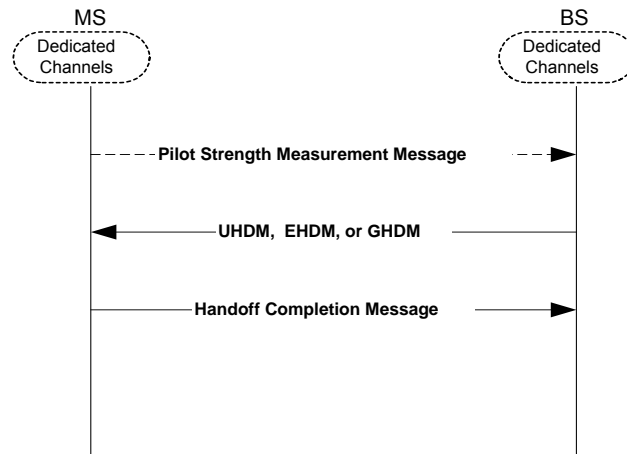 MS
BS
Dedicated
Channels
Dedicated
Channels
Pilot Strength Measurement Message
UHDM, EHDM, or GHDM
Handoff Completion Message